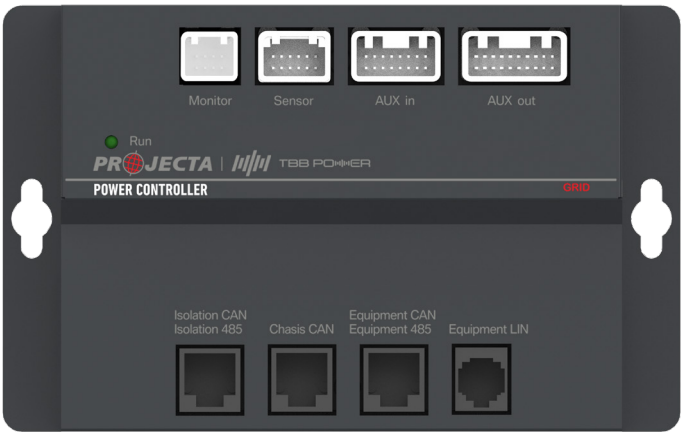 Monitor
Sensor
AUX in
AUX out
Run
PROJECTA | TBB POWER
POWER CONTROLLER
GRID
Isolation CAN
Isolation 485
Chasis CAN
Equipment CAN
Equipment 485
Equipment LIN